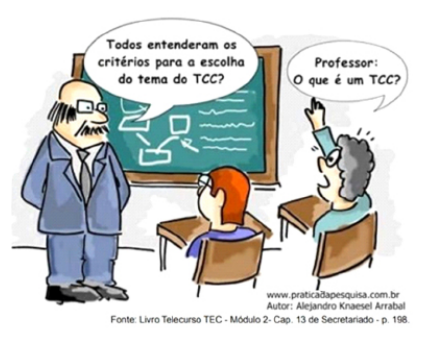 Todos entenderam os
critérios para a escolha
do tema do TCC?
Professor:
O que é um TCC?
www.praticadapesquisa.com.br
Autor: Alejandro Knaesel Arrabal
Fonte: Livro Telecurso TEC - Módulo 2- Cap. 13 de Secretariado - p. 198.